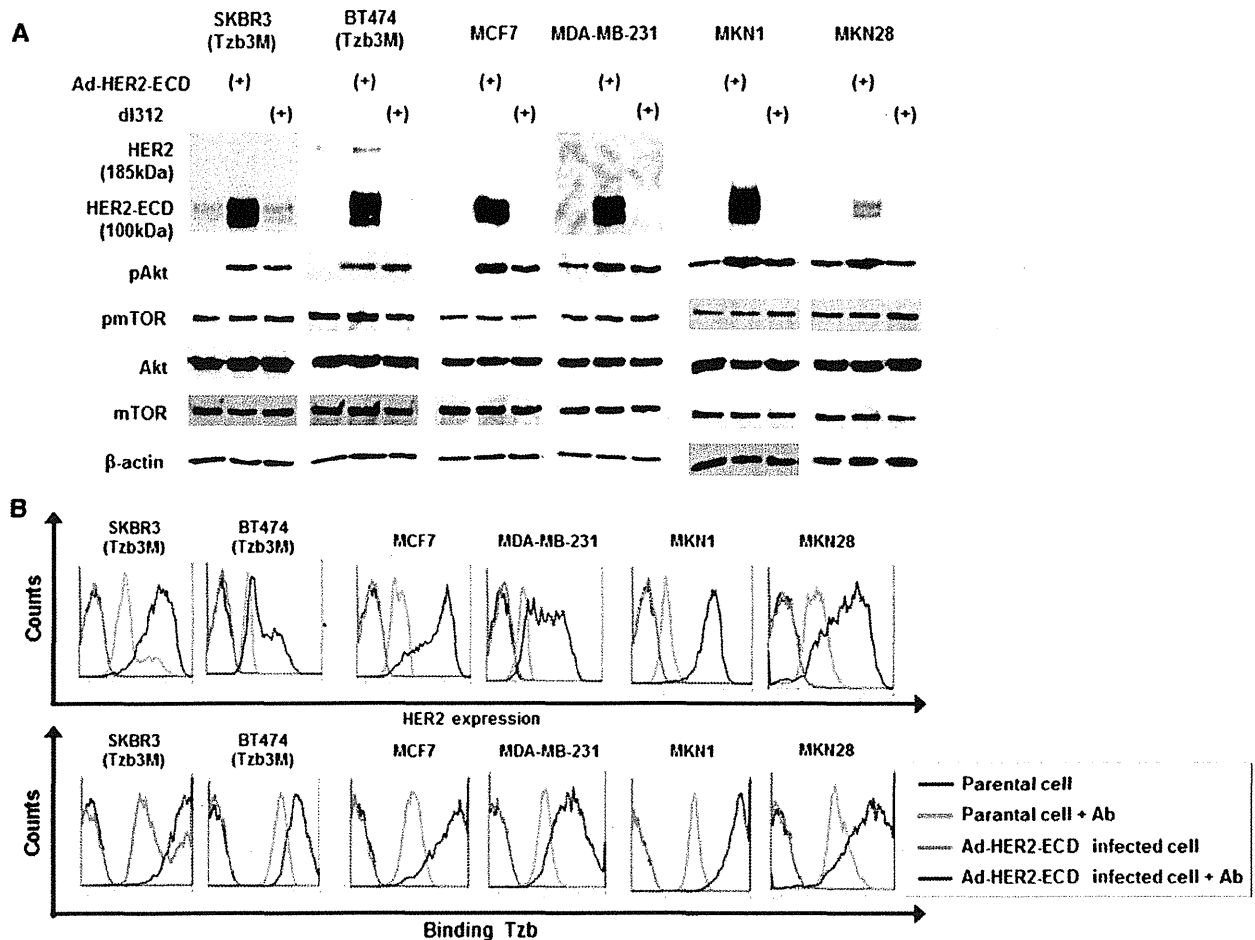 A
SKBR3 (Tzb3M)
BT474 (Tzb3M)
MCF7
MDA-MB-231
MKN1
MKN28
Ad-HER2-ECD (+) (+) (+) (+) (+) (+)
dl312 (+) (+) (+) (+) (+) (+)
HER2 (185kDa)
HER2-ECD (100kDa)
pAkt
pmTOR
Akt
mTOR
β-actin
B
SKBR3 (Tzb3M)
BT474 (Tzb3M)
MCF7
MDA-MB-231
MKN1
MKN28
Counts
HER2 expression
SKBR3 (Tzb3M)
BT474 (Tzb3M)
MCF7
MDA-MB-231
MKN1
MKN28
Counts
Binding Tzb
Parental cell
Parantal cell + Ab
Ad-HER2-ECD infected cell
Ad-HER2-ECD infected cell + Ab